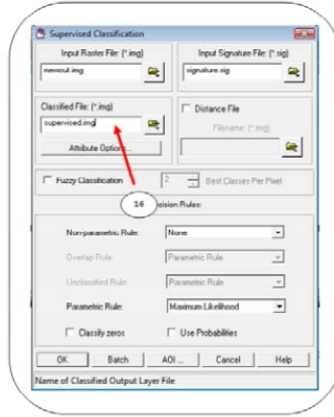 Supervised Classification
Input Raster File: (*.img)
Input Signature File: (*.sig)
newcut.img
signature.sig
Classified File: (*.img)
Distance File
supervised.img
Filename: (*.img)
Attribute Options...
Fuzzy Classification
2
Best Classes Per Pixel
16
ision Rules:
Non-parametric Rule:
None
Overlap Rule:
Parametric Rule
Unclassified Rule:
Parametric Rule
Parametric Rule:
Maximum Likelihood
Classify zeros
Use Probabilities
OK
Batch
AOI ...
Cancel
Help
Name of Classified Output Layer File